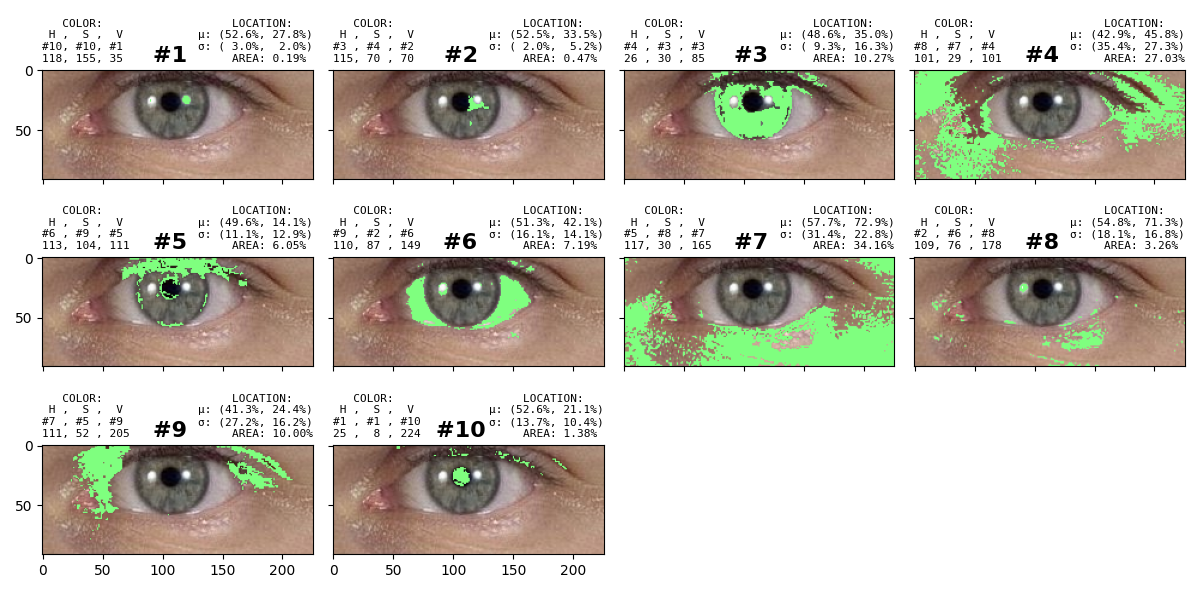 COLOR: LOCATION:
H , S , V μ: (52.6%, 27.8%)
#10, #10, #1 #1 σ: ( 3.0%, 2.0%)
118, 155, 35 AREA: 0.19%
COLOR: LOCATION:
H , S , V μ: (52.5%, 33.5%)
#3 , #4 , #2 #2 σ: ( 2.0%, 5.2%)
115, 70 , 70 AREA: 0.47%
COLOR: LOCATION:
H , S , V μ: (48.6%, 35.0%)
#4 , #3 , #3 #3 σ: ( 9.3%, 16.3%)
26 , 30 , 85 AREA: 10.27%
COLOR: LOCATION:
H , S , V μ: (42.9%, 45.8%)
#8 , #7 , #4 #4 σ: (35.4%, 27.3%)
101, 29 , 101 AREA: 27.03%
0
50
COLOR: LOCATION:
H , S , V μ: (49.6%, 14.1%)
#6 , #9 , #5 #5 σ: (11.1%, 12.9%)
113, 104, 111 AREA: 6.05%
COLOR: LOCATION:
H , S , V μ: (51.3%, 42.1%)
#9 , #2 , #6 #6 σ: (16.1%, 14.1%)
110, 87 , 149 AREA: 7.19%
COLOR: LOCATION:
H , S , V μ: (57.7%, 72.9%)
#5 , #8 , #7 #7 σ: (31.4%, 22.8%)
117, 30 , 165 AREA: 34.16%
COLOR: LOCATION:
H , S , V μ: (54.8%, 71.3%)
#2 , #6 , #8 #8 σ: (18.1%, 16.8%)
109, 76 , 178 AREA: 3.26%
0
50
COLOR: LOCATION:
H , S , V μ: (41.3%, 24.4%)
#7 , #5 , #9 #9 σ: (27.2%, 16.2%)
111, 52 , 205 AREA: 10.00%
COLOR: LOCATION:
H , S , V μ: (52.6%, 21.1%)
#1 , #1 , #10 #10 σ: (13.7%, 10.4%)
25 , 8 , 224 AREA: 1.38%
0
50
0 50 100 150 200
0 50 100 150 200